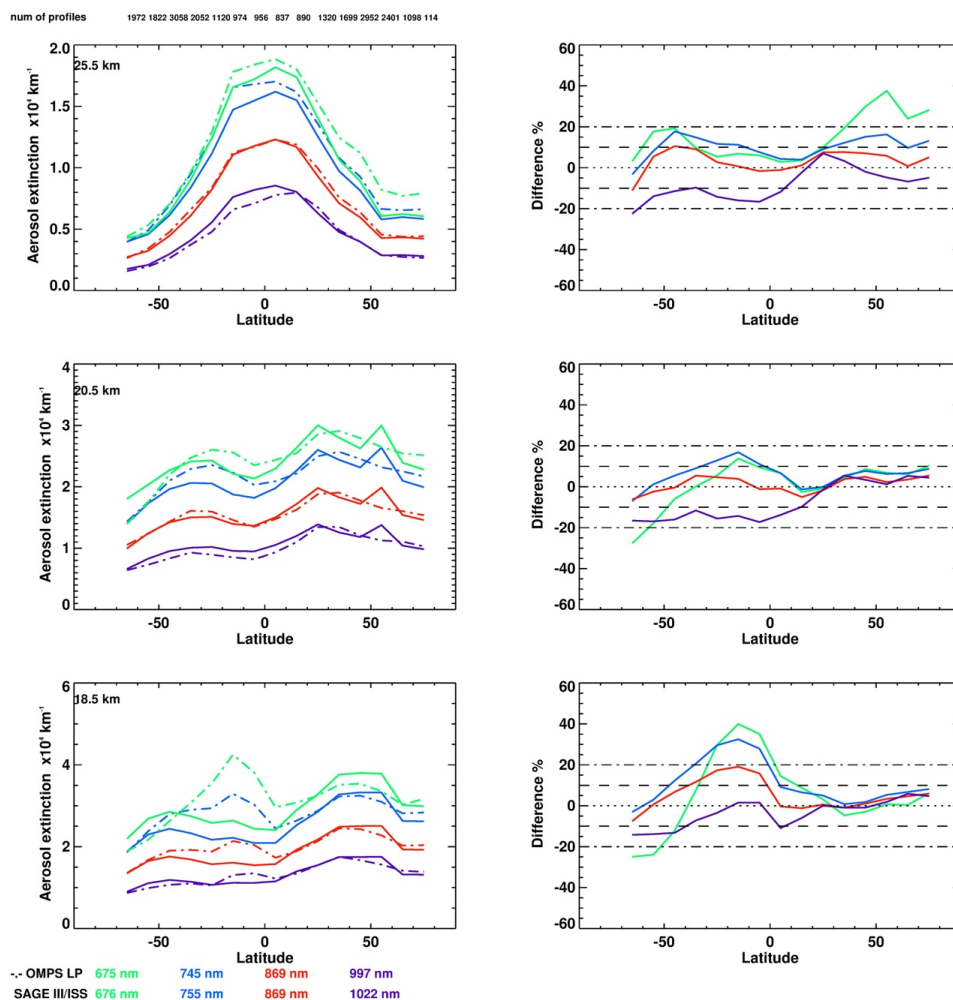 num of profiles 1972 1822 3058 2052 1120 974 956 837 890 1320 1699 2952 2401 1098 114
25.5 km
Aerosol extinction x10⁴ km⁻¹
2.0
1.5
1.0
0.5
0.0
-50 0 50
Latitude
Difference %
60
40
20
0
-20
-40
-60
-50 0 50
Latitude
20.5 km
Aerosol extinction x10⁴ km⁻¹
4
3
2
1
0
-50 0 50
Latitude
Difference %
60
40
20
0
-20
-40
-60
-50 0 50
Latitude
18.5 km
Aerosol extinction x10⁴ km⁻¹
6
4
2
0
-50 0 50
Latitude
Difference %
60
40
20
0
-20
-40
-60
-50 0 50
Latitude
-.- OMPS LP 675 nm 745 nm 869 nm 997 nm
SAGE III/ISS 676 nm 755 nm 869 nm 1022 nm